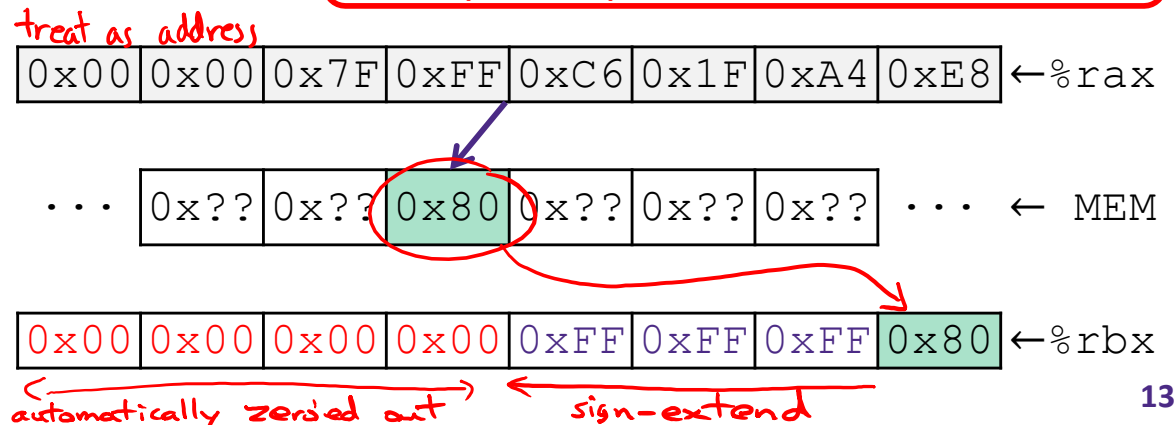 treat as address
0x00 0x00 0x7F 0xFF 0xC6 0x1F 0xA4 0xE8 ←%rax
··· 0x?? 0x?? 0x80 0x?? 0x?? 0x?? ··· ← MEM
0x00 0x00 0x00 0x00 0xFF 0xFF 0xFF 0x80 ←%rbx
automatically zero'ed out sign-extend
13